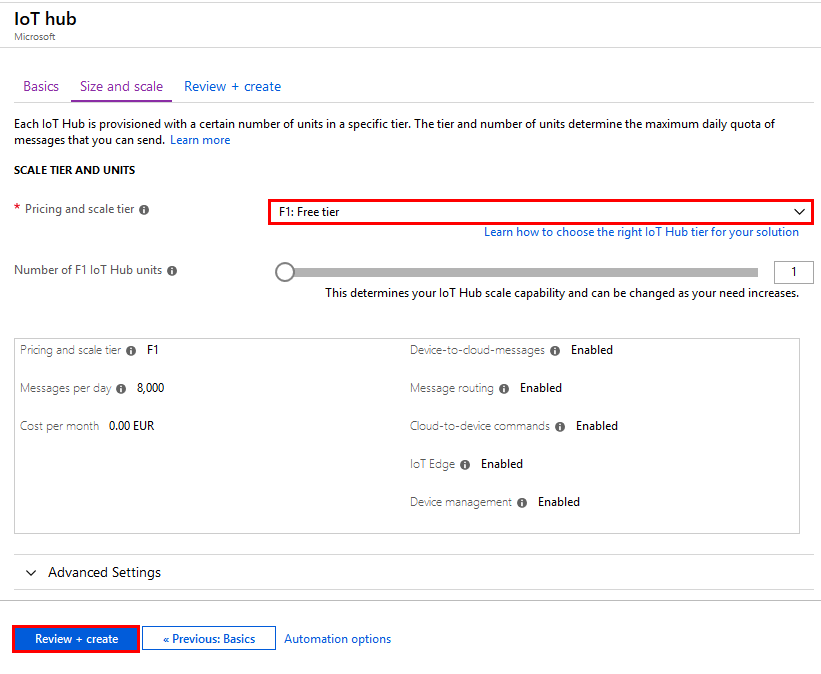 IoT hub
Microsoft
Basics Size and scale Review + create
Each IoT Hub is provisioned with a certain number of units in a specific tier. The tier and number of units determine the maximum daily quota of
messages that you can send. Learn more
SCALE TIER AND UNITS
* Pricing and scale tier F1: Free tier
Learn how to choose the right IoT Hub tier for your solution
Number of F1 IoT Hub units 1
This determines your IoT Hub scale capability and can be changed as your need increases.
Pricing and scale tier F1
Messages per day 8,000
Cost per month 0.00 EUR
Device-to-cloud-messages Enabled
Message routing Enabled
Cloud-to-device commands Enabled
IoT Edge Enabled
Device management Enabled
Advanced Settings
Review + create « Previous: Basics Automation options